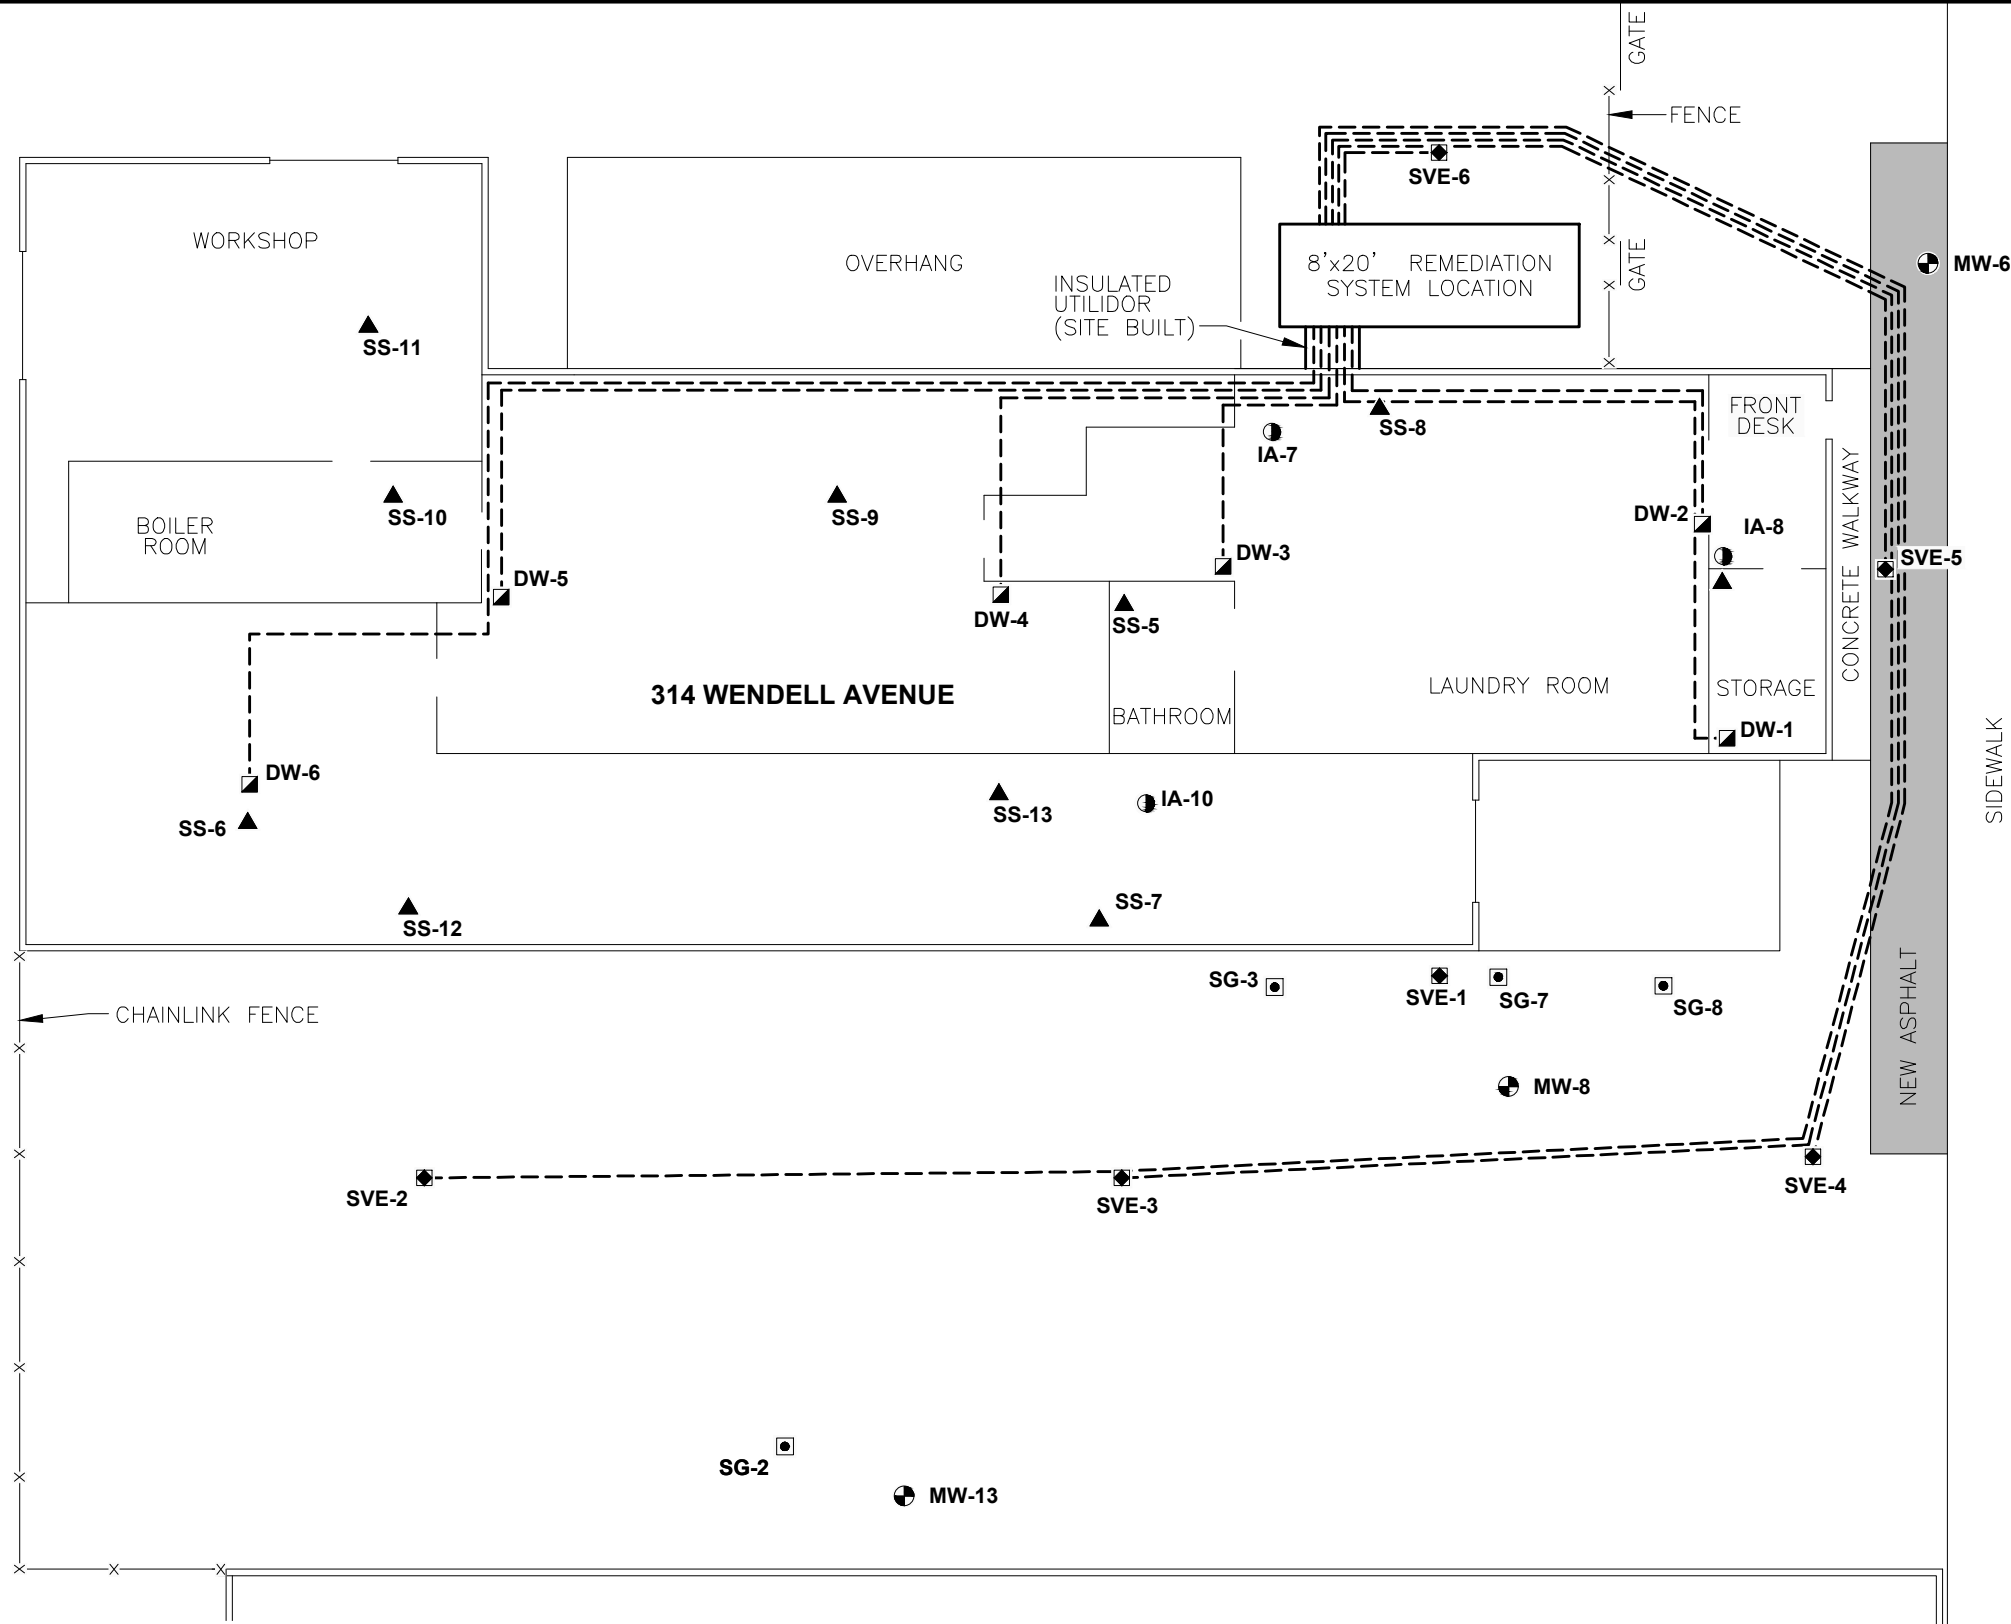 GATE
FENCE
SVE-6
WORKSHOP
OVERHANG
INSULATED
UTILIDOR
(SITE BUILT)
8'x20' REMEDIATION
SYSTEM LOCATION
GATE
MW-6
SS-11
SS-8
FRONT
DESK
IA-7
SS-10
SS-9
BOILER
ROOM
DW-2
IA-8
CONCRETE WALKWAY
DW-3
SVE-5
DW-5
DW-4
SS-5
314 WENDELL AVENUE
LAUNDRY ROOM
STORAGE
BATHROOM
DW-1
SIDEWALK
DW-6
SS-6
SS-13
IA-10
SS-12
SS-7
SG-3
SVE-1
SG-7
SG-8
CHAINLINK FENCE
NEW ASPHALT
MW-8
SVE-2
SVE-3
SVE-4
SG-2
MW-13
X
X
X
X
X
X
X
X
X
X
X
X
X
X